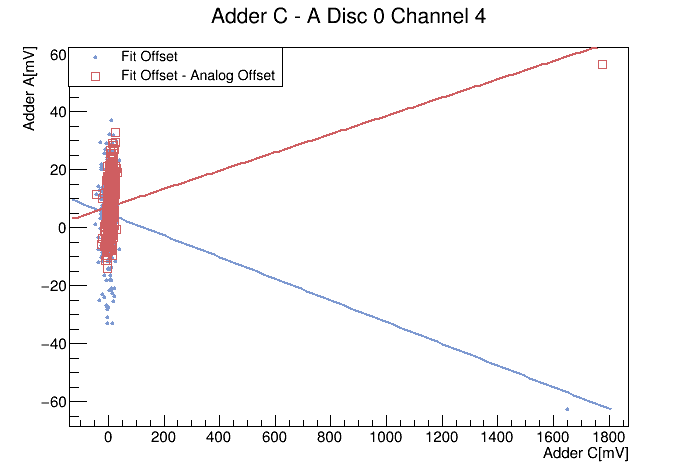 Adder C - A Disc 0 Channel 4
Adder A[mV]
Fit Offset
Fit Offset - Analog Offset
60
40
20
0
−20
−40
−60
0 200 400 600 800 1000 1200 1400 1600 1800
Adder C[mV]